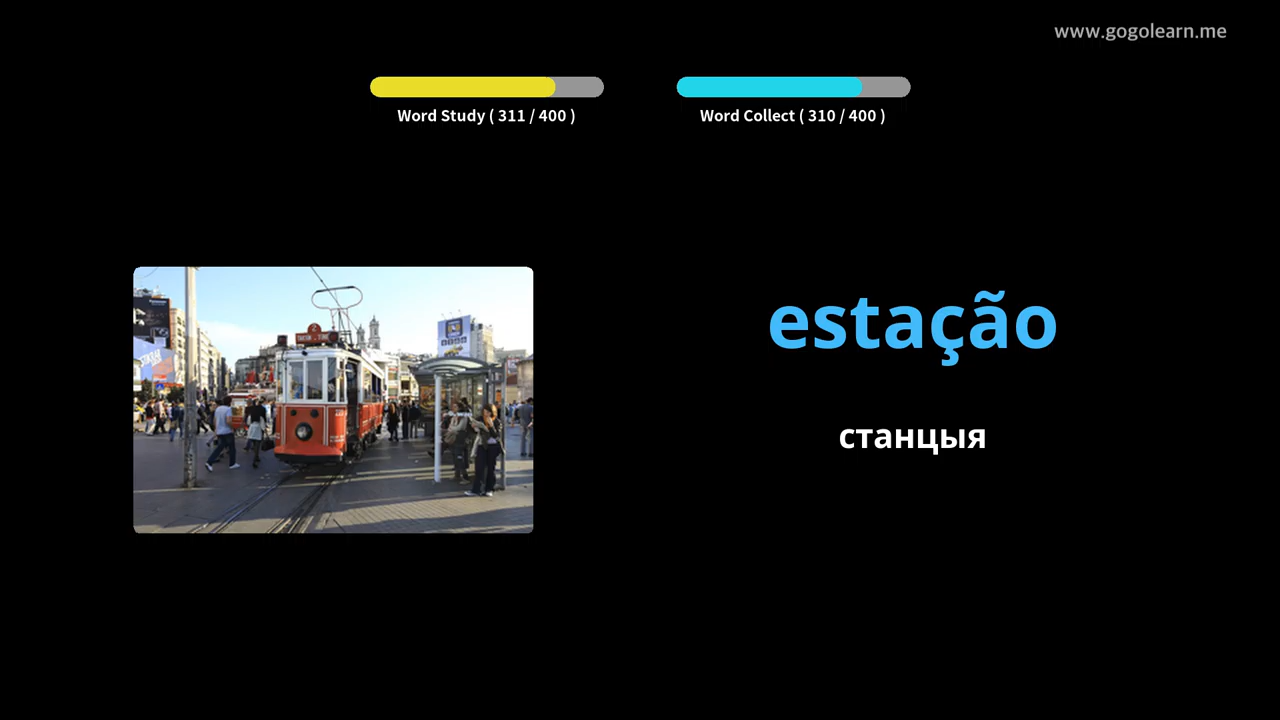 www.gogolearn.me
Word Study ( 311 / 400 )
Word Collect ( 310 / 400 )
estação
станцыя